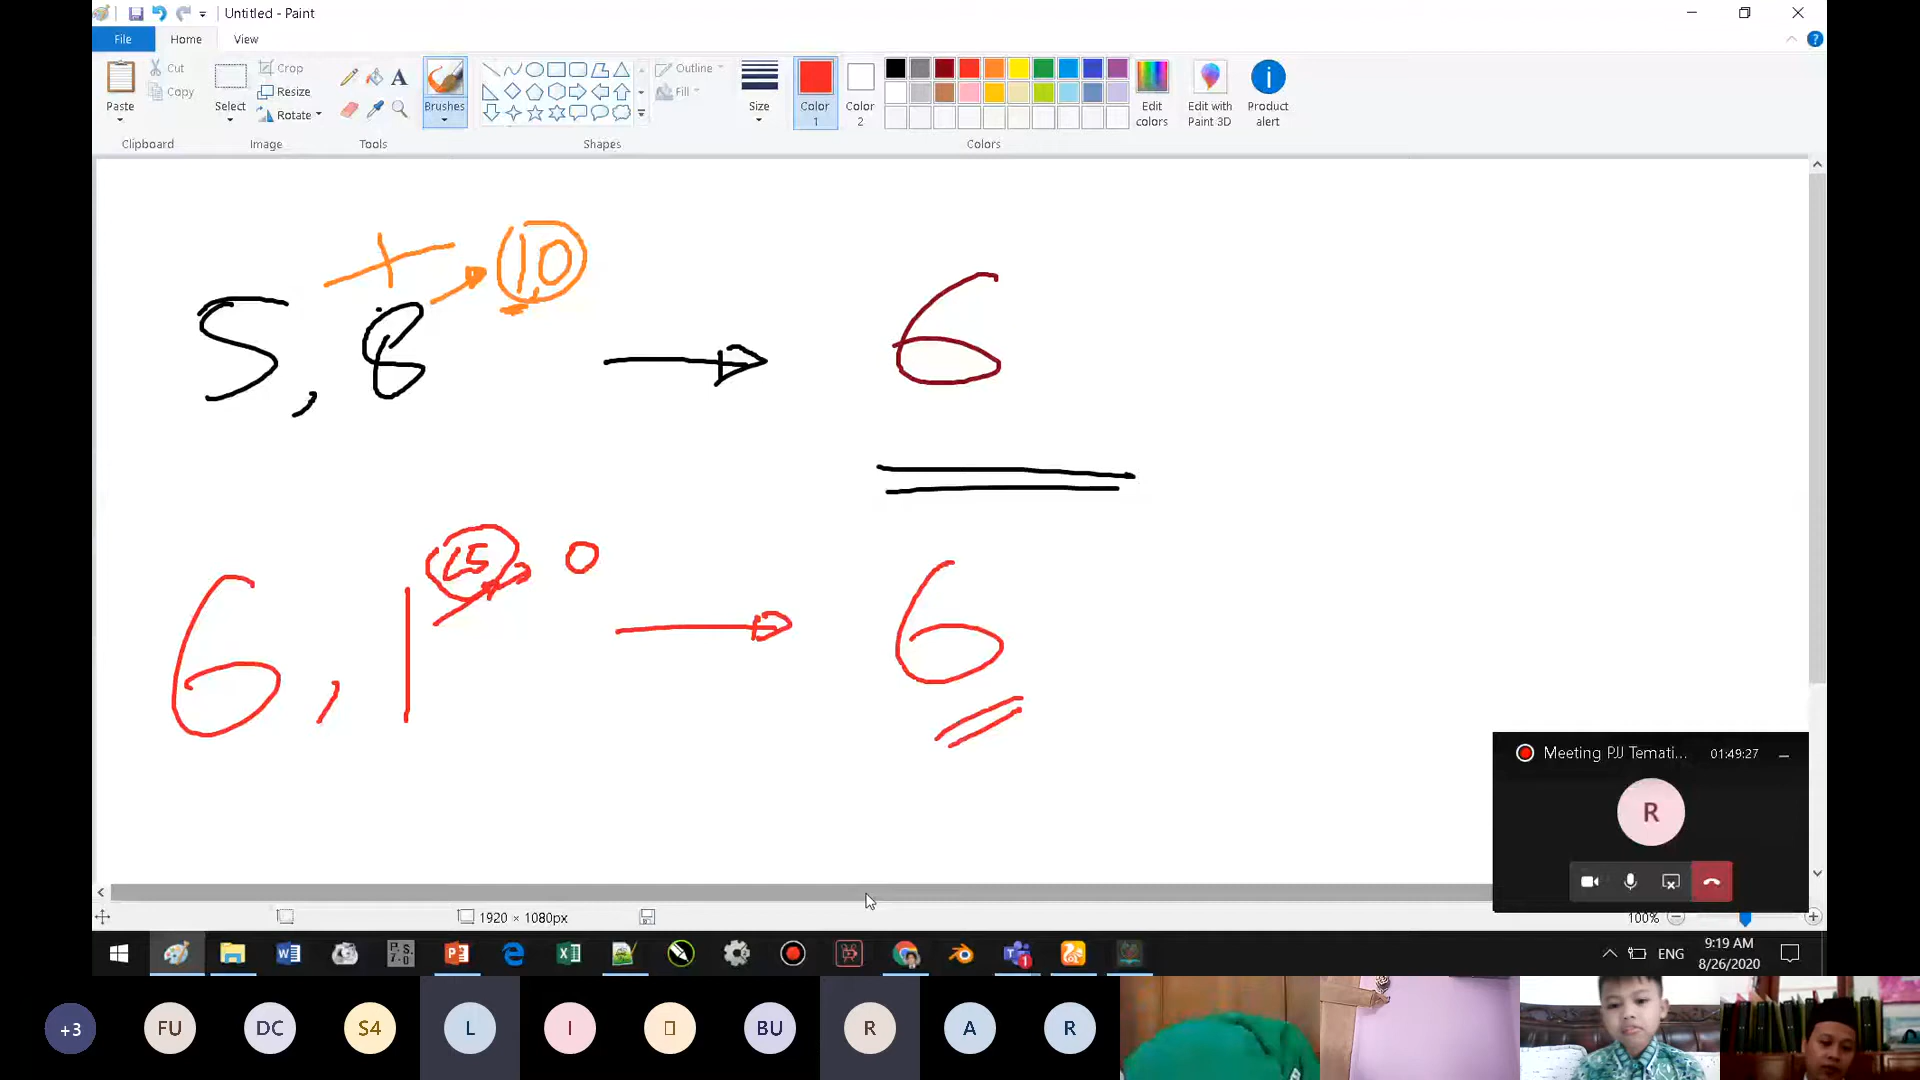 Untitled - Paint
File Home View
Paste
Cut
Copy
Clipboard
Select
Crop
Resize
Rotate
Image
A
Tools
Brushes
Outline
Fill
Shapes
Size
Color 1
Color 2
Edit colors
Edit with Paint 3D
Product alert
Colors
10
5,8
6
15 0
6,1
6
Meeting PJJ Temati... 01:49:27
R
1920 × 1080px
100%
ENG
9:19 AM
8/26/2020
+3 FU DC S4 L I BU R A R